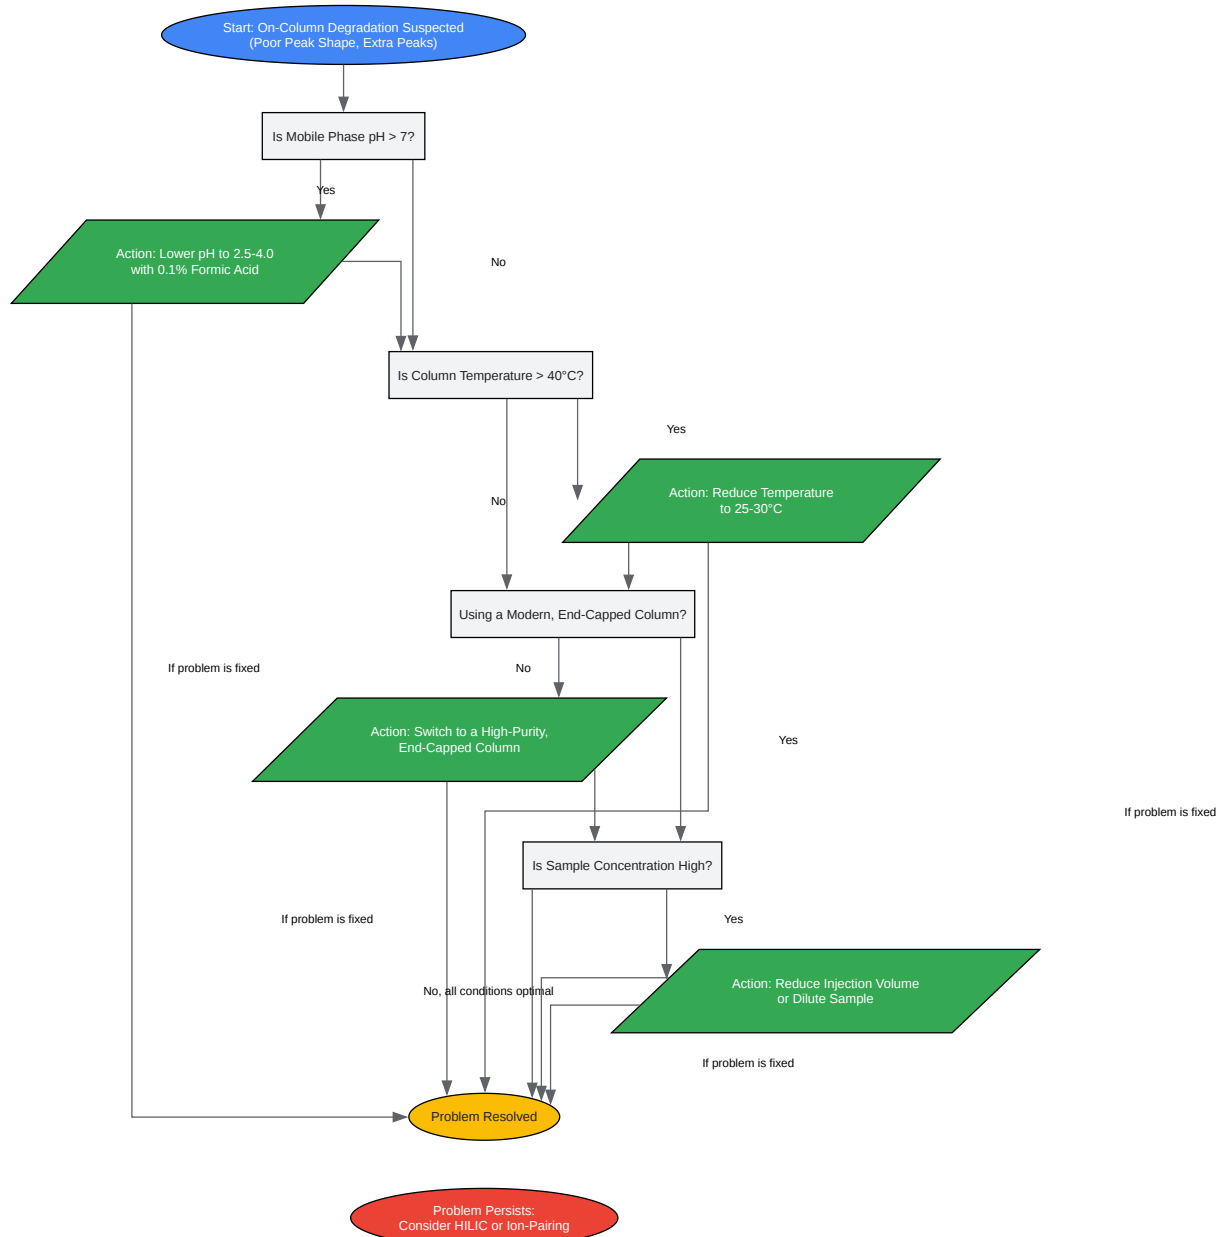 Start: On-Column Degradation Suspected
(Poor Peak Shape, Extra Peaks)
Is Mobile Phase pH > 7?
Yes
Action: Lower pH to 2.5-4.0
with 0.1% Formic Acid
No
Is Column Temperature > 40°C?
Yes
Action: Reduce Temperature
to 25-30°C
No
Using a Modern, End-Capped Column?
If problem is fixed
No
Action: Switch to a High-Purity,
End-Capped Column
Yes
If problem is fixed
Is Sample Concentration High?
If problem is fixed
Yes
Action: Reduce Injection Volume
or Dilute Sample
No, all conditions optimal
If problem is fixed
Problem Resolved
Problem Persists:
Consider HILIC or Ion-Pairing